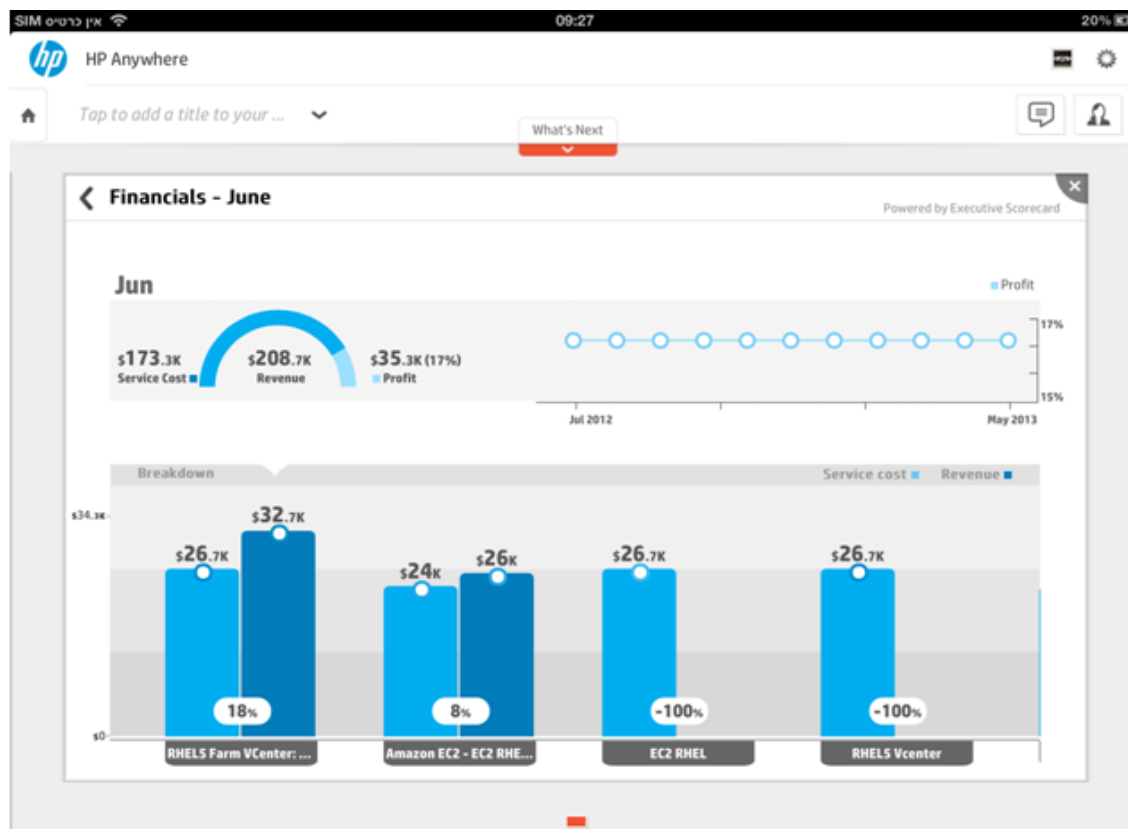 SIM אין כרטיס 09:27 20%
hp HP Anywhere
Tap to add a title to your ...
What's Next
Financials - June
Powered by Executive Scorecard
Jun
Profit
$173.3K
Service Cost
$208.7K
Revenue
$35.3K (17%)
Profit
17%
15%
Jul 2012 May 2013
Breakdown Service cost Revenue
$34.3K
$26.7K $32.7K $24K $26K $26.7K $26.7K
18% 8% -100% -100%
$0
RHEL5 Farm VCenter: ... Amazon EC2 - EC2 RHE... EC2 RHEL RHEL5 Vcenter